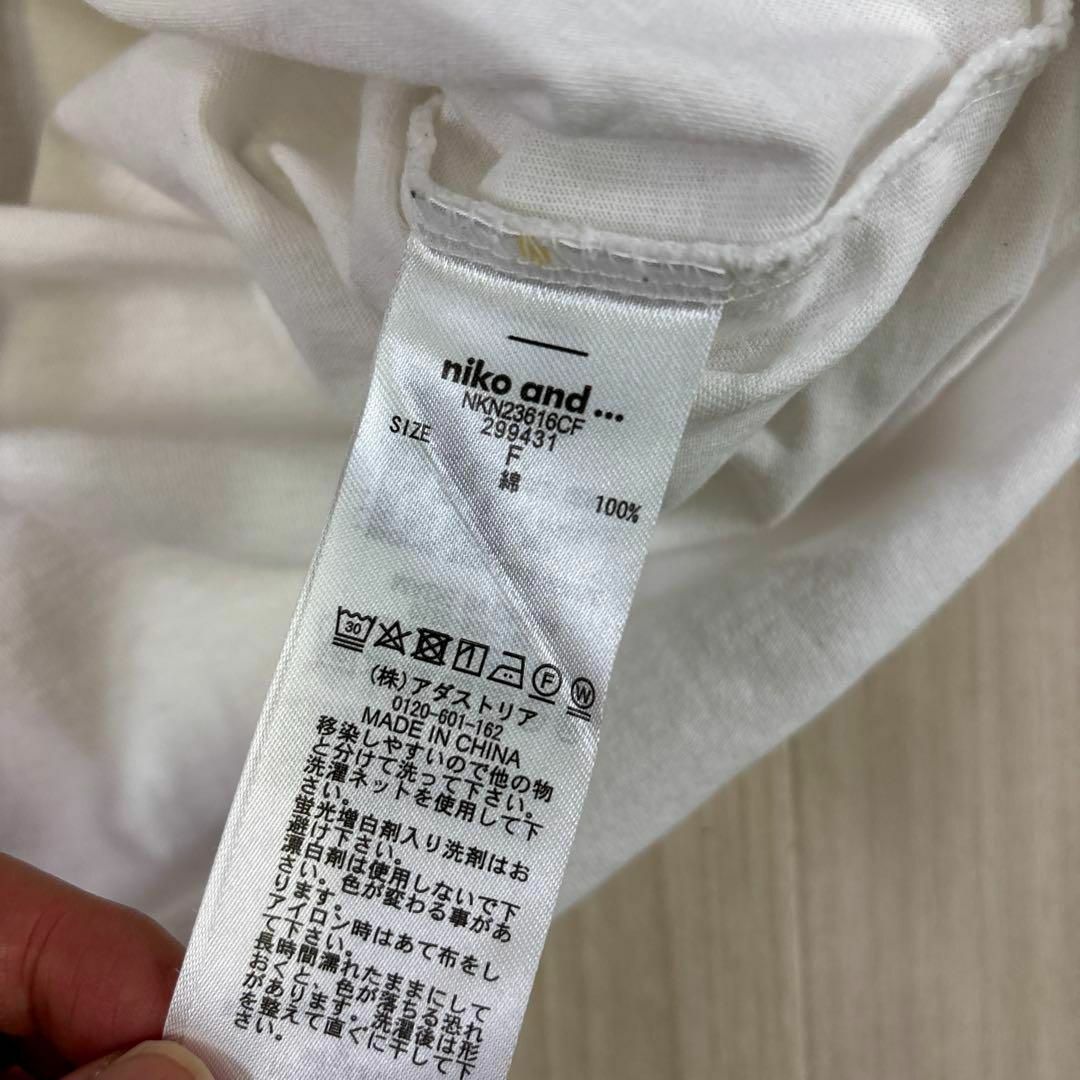 niko and ...
NKN23616CF
299431
SIZE F
綿 100%
30 F W
(株)アダストリア
0120-601-162
MADE IN CHINA
移染しやすいので他の物
と分けて洗って下さい。
洗濯ネットを使用して下
さい。
蛍光増白剤入り洗剤はお
避け下さい。
漂白剤は使用しないで下
さい。色が変わる事があ
ります。
アイロン時はあて布をし
て下さい。
長時間濡れたままにして
おくと、色が落ちる恐れ
があります。洗濯後は形
を整えて直ぐに干して下
さい。